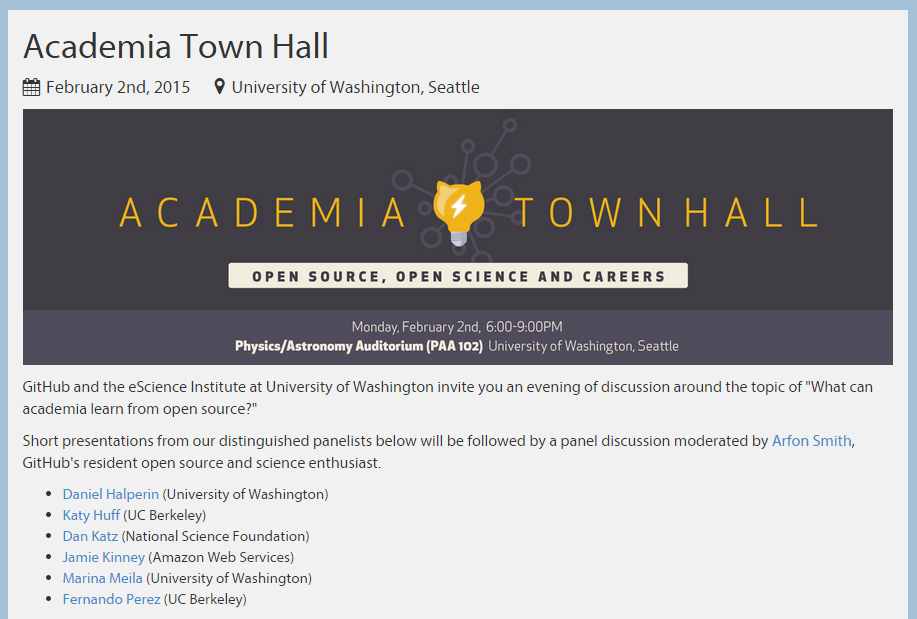 Academia Town Hall
February 2nd, 2015 University of Washington, Seattle
ACADEMIA TOWN HALL
OPEN SOURCE, OPEN SCIENCE AND CAREERS
Monday, February 2nd, 6:00-9:00PM
Physics/Astronomy Auditorium (PAA 102) University of Washington, Seattle
GitHub and the eScience Institute at University of Washington invite you an evening of discussion around the topic of "What can
academia learn from open source?"
Short presentations from our distinguished panelists below will be followed by a panel discussion moderated by Arfon Smith,
GitHub's resident open source and science enthusiast.
• Daniel Halperin (University of Washington)
• Katy Huff (UC Berkeley)
• Dan Katz (National Science Foundation)
• Jamie Kinney (Amazon Web Services)
• Marina Meila (University of Washington)
• Fernando Perez (UC Berkeley)